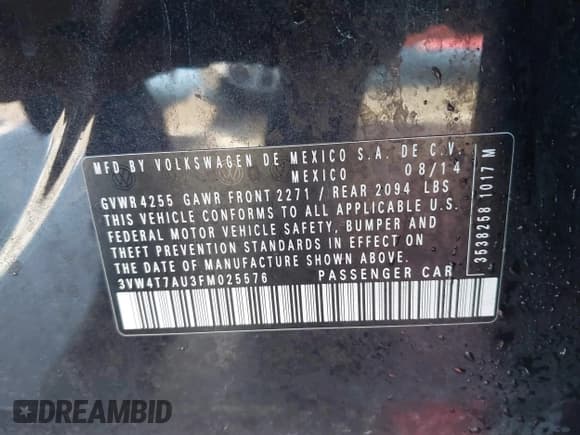 MFD BY VOLKSWAGEN DE MEXICO S.A. DE C.V.
MEXICO 08/14
GVWR 4255 GAWR FRONT 2271 / REAR 2094 LBS
THIS VEHICLE CONFORMS TO ALL APPLICABLE U.S.
FEDERAL MOTOR VEHICLE SAFETY, BUMPER AND
THEFT PREVENTION STANDARDS IN EFFECT ON
THE DATE OF MANUFACTURE SHOWN ABOVE.
3VW4T7AU3FM025576 PASSENGER CAR
3538258 1017 M
DREAMBID